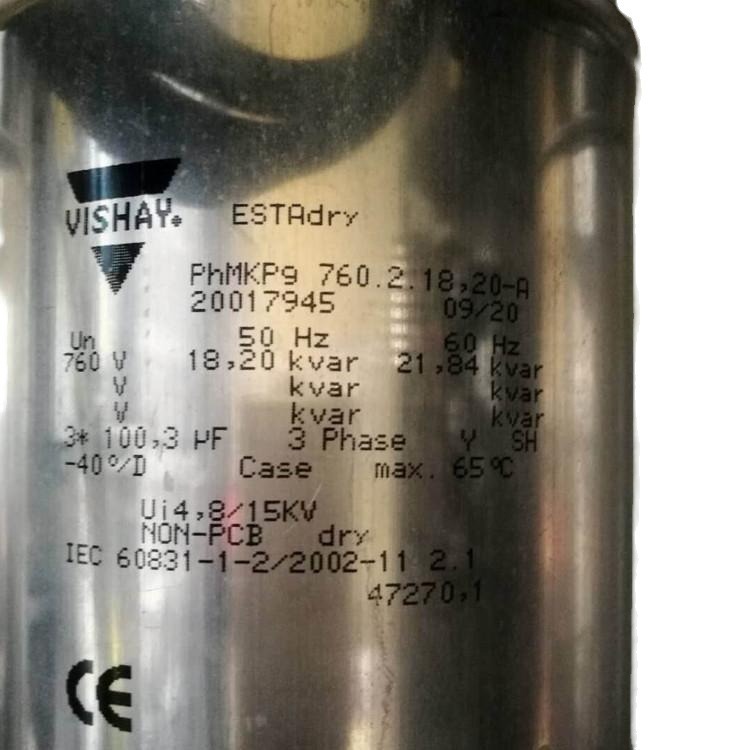 VISHAY. ESTAdry
PhMKPg 760.2.18,20-A
20017945 09/20
Un 50 Hz 60 Hz
760 V 18,20 kvar 21,84 kvar
V kvar kvar
V kvar kvar
3* 100,3 µF 3 Phase Y SH
-40°/D Case max. 65°C
Ui4,8/15KV
NON-PCB dry
IEC 60831-1-2/2002-11 2.1
47270,1
CE